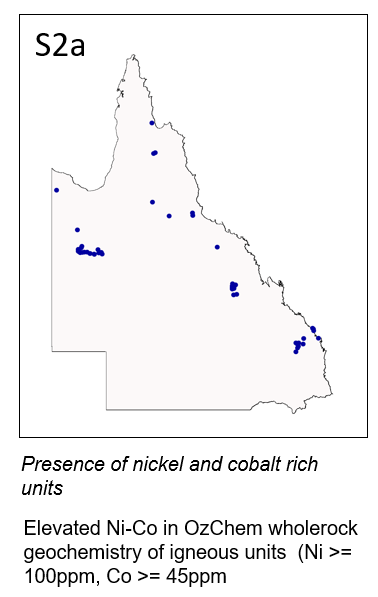 S2a
Presence of nickel and cobalt rich
units
Elevated Ni-Co in OzChem wholerock
geochemistry of igneous units  (Ni >=
100ppm, Co >= 45ppm